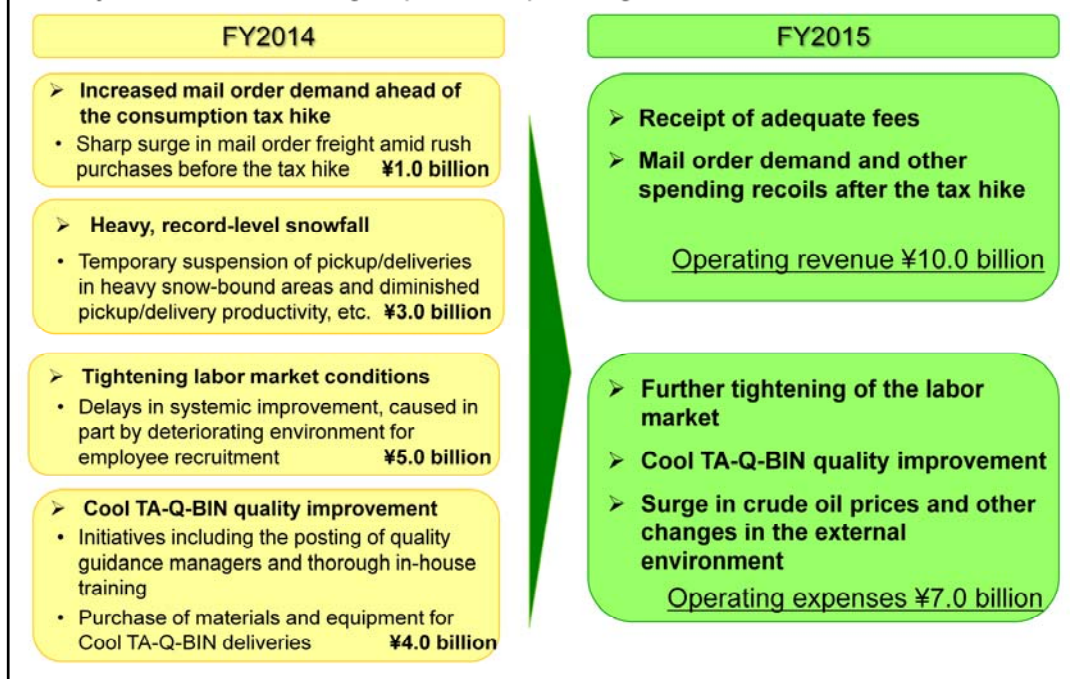 FY2014
➢ Increased mail order demand ahead of
the consumption tax hike
• Sharp surge in mail order freight amid rush
purchases before the tax hike ¥1.0 billion
➢ Heavy, record-level snowfall
• Temporary suspension of pickup/deliveries
in heavy snow-bound areas and diminished
pickup/delivery productivity, etc. ¥3.0 billion
➢ Tightening labor market conditions
• Delays in systemic improvement, caused in
part by deteriorating environment for
employee recruitment ¥5.0 billion
➢ Cool TA-Q-BIN quality improvement
• Initiatives including the posting of quality
guidance managers and thorough in-house
training
• Purchase of materials and equipment for
Cool TA-Q-BIN deliveries ¥4.0 billion
FY2015
➢ Receipt of adequate fees
➢ Mail order demand and other
spending recoils after the tax hike
Operating revenue ¥10.0 billion
➢ Further tightening of the labor
market
➢ Cool TA-Q-BIN quality improvement
➢ Surge in crude oil prices and other
changes in the external
environment
Operating expenses ¥7.0 billion